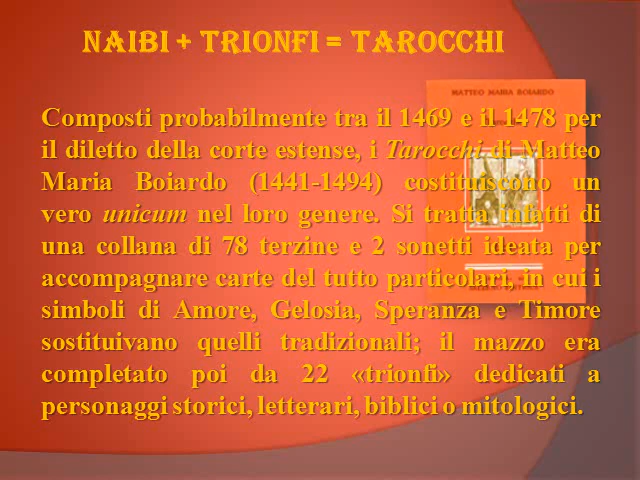 NAIBI + TRIONFI = TAROCCHI
MATTEO MARIA BOIARDO
Composti probabilmente tra il 1469 e il 1478 per
il diletto della corte estense, i Tarocchi di Matteo
Maria Boiardo (1441-1494) costituiscono un
vero unicum nel loro genere. Si tratta infatti di
una collana di 78 terzine e 2 sonetti ideata per
accompagnare carte del tutto particolari, in cui i
simboli di Amore, Gelosia, Speranza e Timore
sostituivano quelli tradizionali; il mazzo era
completato poi da 22 «trionfi» dedicati a
personaggi storici, letterari, biblici o mitologici.